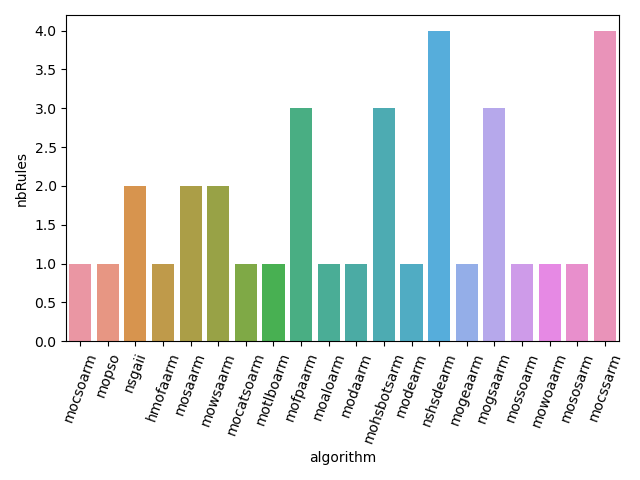 4.0
3.5
3.0
2.5
2.0
1.5
1.0
0.5
0.0
nbRules
mocsoarm
mopso
nsgaii
hmofaarm
mosaarm
mowsaarm
mocatsoarm
motlboarm
mofpaarm
moaloarm
modaarm
mohsbotsarm
modearm
nshsdearm
mogeaarm
mogsaarm
mossoarm
mowoaarm
mososarm
mocssarm
algorithm